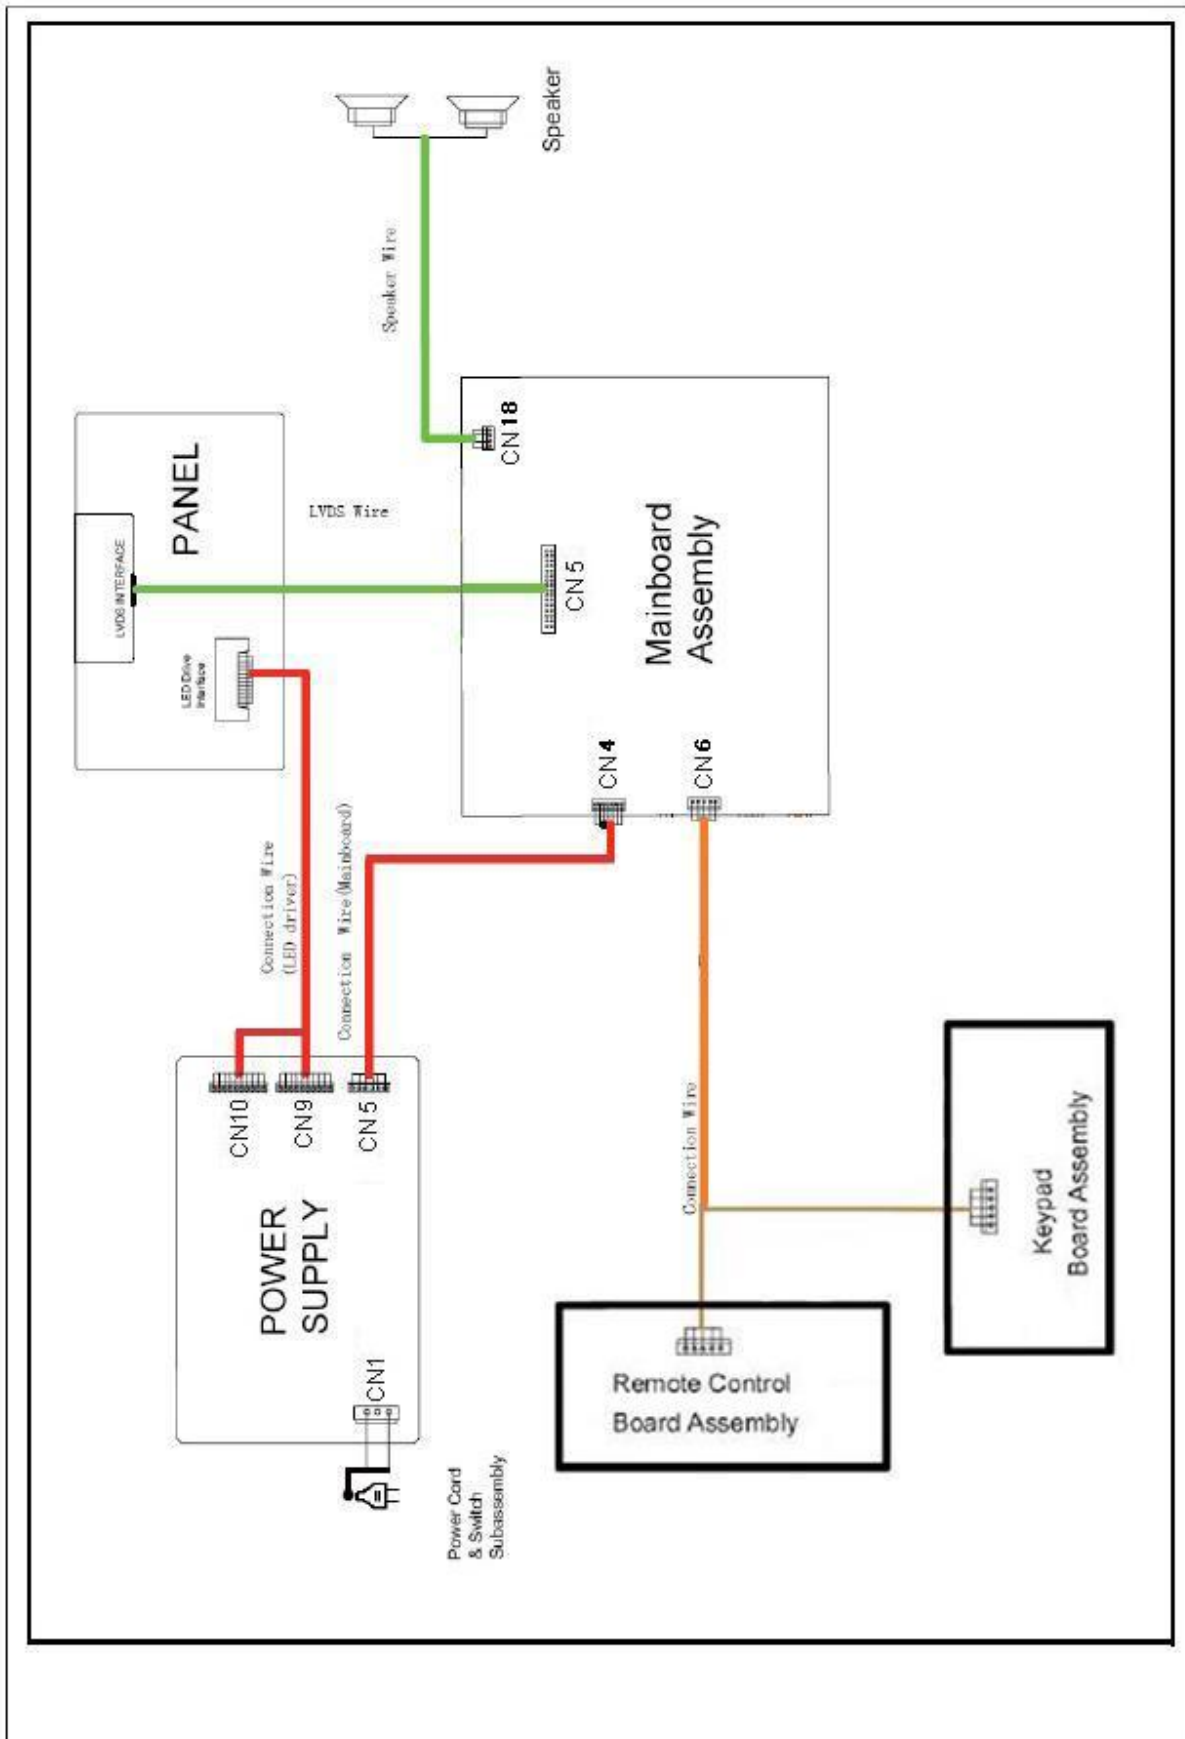 Speaker
Speaker Wire
PANEL
LVDS INTERFACE
LED Drive
Interface
LVDS Wire
CN18
CN5
Mainboard
Assembly
CN4
CN6
Connection Wire
(LED driver)
Connection Wire(Mainboard)
CN10
CN9
CN5
POWER
SUPPLY
CN1
Power Cord
& Switch
Subassembly
Connection Wire
Remote Control
Board Assembly
Keypad
Board Assembly